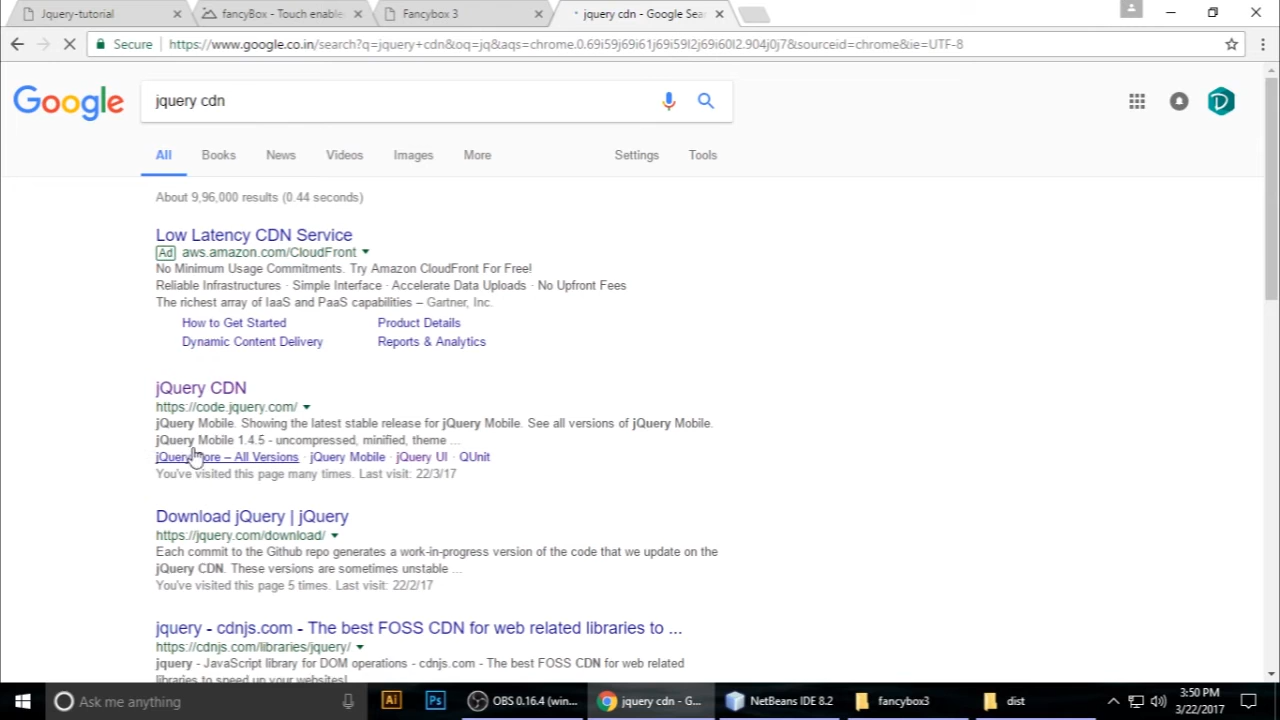 Jquery-tutorial
fancyBox - Touch enable
Fancybox 3
jquery cdn - Google Sea
Secure
https://www.google.co.in/search?q=jquery+cdn&oq=jq&aqs=chrome.0.69i59j69i61j69i59l2j69i60l2.904j0j7&sourceid=chrome&ie=UTF-8
Google
jquery cdn
D
All Books News Videos Images More Settings Tools
About 9,96,000 results (0.44 seconds)
Low Latency CDN Service
Ad aws.amazon.com/CloudFront
No Minimum Usage Commitments. Try Amazon CloudFront For Free!
Reliable Infrastructures · Simple Interface · Accelerate Data Uploads · No Upfront Fees
The richest array of IaaS and PaaS capabilities – Gartner, Inc.
How to Get Started Product Details
Dynamic Content Delivery Reports & Analytics
jQuery CDN
https://code.jquery.com/
jQuery Mobile. Showing the latest stable release for jQuery Mobile. See all versions of jQuery Mobile.
jQuery Mobile 1.4.5 - uncompressed, minified, theme ...
jQuery ore – All Versions · jQuery Mobile · jQuery UI · QUnit
You've visited this page many times. Last visit: 22/3/17
Download jQuery | jQuery
https://jquery.com/download/
Each commit to the Github repo generates a work-in-progress version of the code that we update on the
jQuery CDN. These versions are sometimes unstable ...
You've visited this page 5 times. Last visit: 22/2/17
jquery - cdnjs.com - The best FOSS CDN for web related libraries to ...
https://cdnjs.com/libraries/jquery/
jquery - JavaScript library for DOM operations - cdnjs.com - The best FOSS CDN for web related
libraries to speed up your websites!
Ask me anything
Ai
Ps
OBS 0.16.4 (win...
jquery cdn - G...
NetBeans IDE 8.2
fancybox3
dist
3:50 PM
3/22/2017